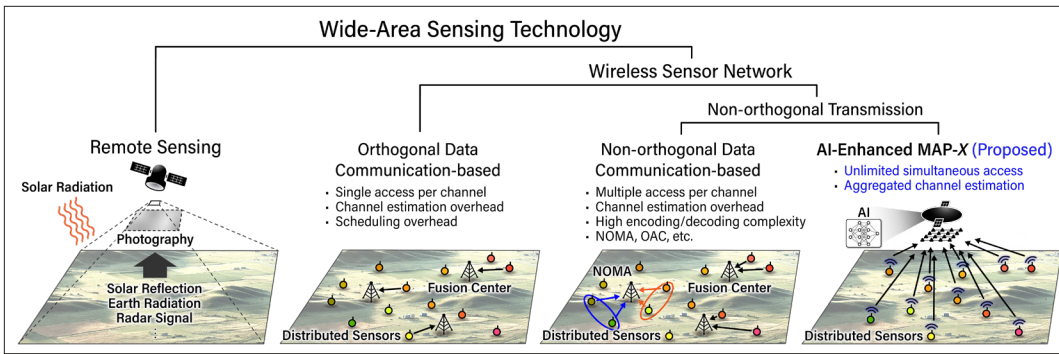 Wide-Area Sensing Technology
Wireless Sensor Network
Non-orthogonal Transmission
Remote Sensing
Solar Radiation
Photography
Solar Reflection
Earth Radiation
Radar Signal
⋮
Orthogonal Data
Communication-based
• Single access per channel
• Channel estimation overhead
• Scheduling overhead
Fusion Center
Distributed Sensors
Non-orthogonal Data
Communication-based
• Multiple access per channel
• Channel estimation overhead
• High encoding/decoding complexity
• NOMA, OAC, etc.
NOMA
Fusion Center
Distributed Sensors
AI-Enhanced MAP-X (Proposed)
• Unlimited simultaneous access
• Aggregated channel estimation
AI
Distributed Sensors